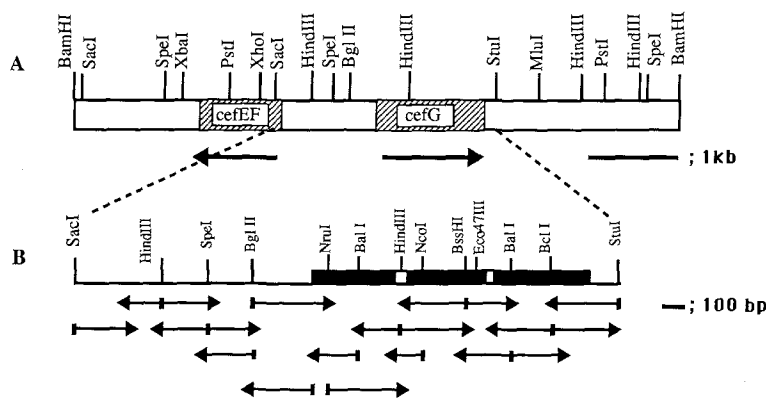 A
BamHI SacI SpeI XbaI PstI XhoI SacI HindIII SpeI Bgl II HindIII StuI MluI HindIII PstI HindIII SpeI BamHI
cefEF cefG
; 1kb
B
SacI HindIII SpeI Bgl II NruI Bal I HindIII NcoI BssHI Eco47III Bal I Bcl I StuI
; 100 bp